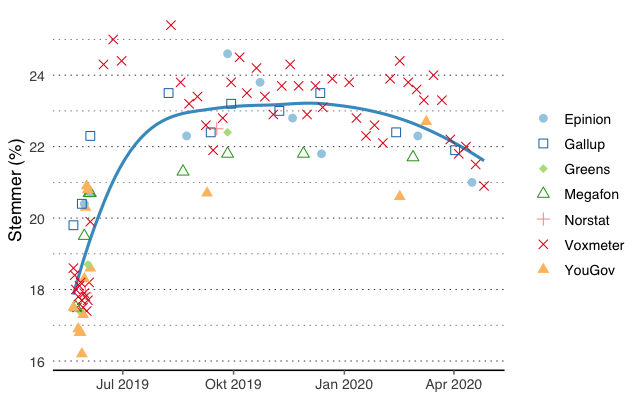 Stemmer (%)
24
22
20
18
16
Jul 2019
Okt 2019
Jan 2020
Apr 2020
Epinion
Gallup
Greens
Megafon
Norstat
Voxmeter
YouGov